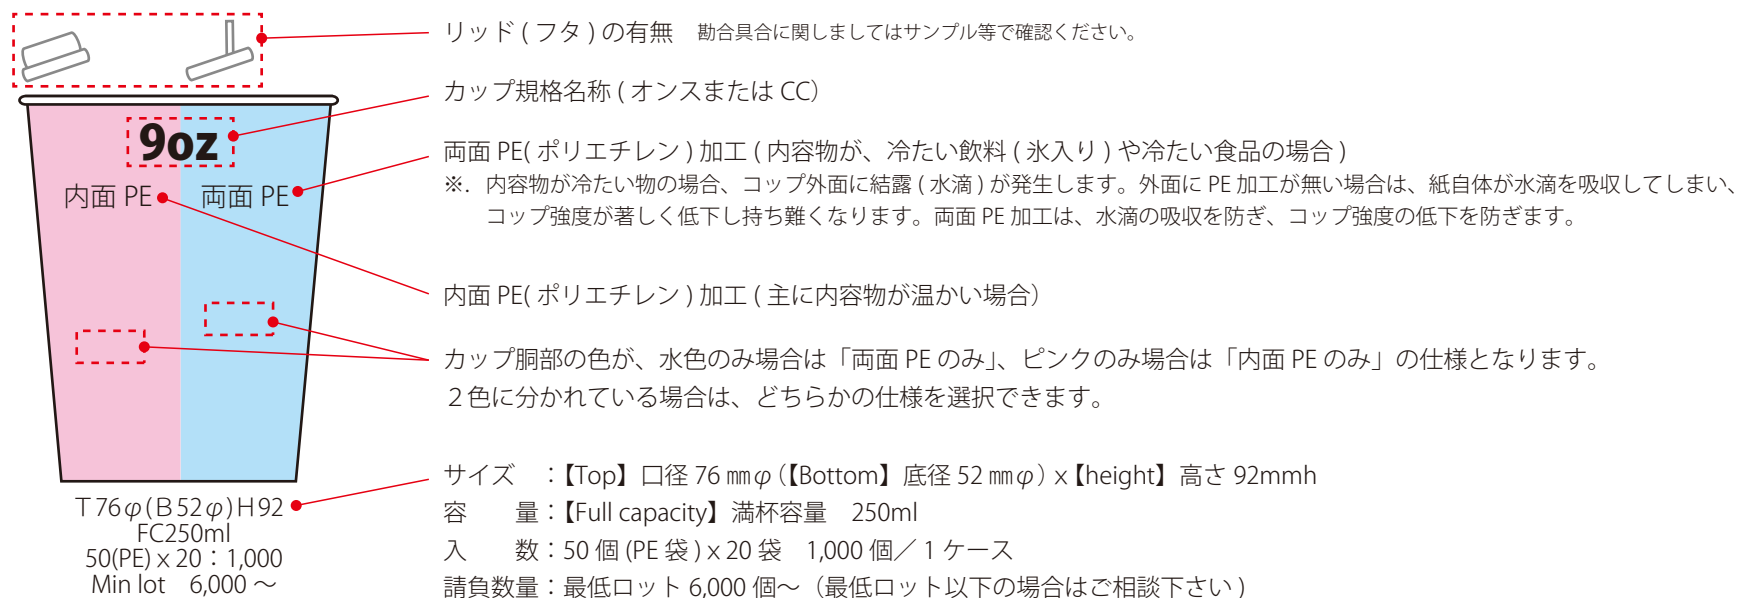 リッド ( フタ ) の有無　勘合具合に関しましてはサンプル等で確認ください。
カップ規格名称 ( オンスまたは CC)
9oz
両面 PE( ポリエチレン ) 加工 ( 内容物が、冷たい飲料 ( 氷入り ) や冷たい食品の場合 )
※. 内容物が冷たい物の場合、コップ外面に結露 ( 水滴 ) が発生します。外面に PE 加工が無い場合は、紙自体が水滴を吸収してしまい、
コップ強度が著しく低下し持ち難くなります。両面 PE 加工は、水滴の吸収を防ぎ、コップ強度の低下を防ぎます。
内面 PE　両面 PE
内面 PE( ポリエチレン ) 加工 ( 主に内容物が温かい場合）
カップ胴部の色が、水色のみ場合は「両面 PE のみ」、ピンクのみ場合は「内面 PE のみ」の仕様となります。
２色に分かれている場合は、どちらかの仕様を選択できます。
T 76φ(B 52φ) H 92
FC250ml
50(PE) x 20：1,000
Min lot　6,000 ～
サイズ　：【Top】口径 76 ㎜φ (【Bottom】底径 52 ㎜φ ) x【height】高さ 92mmh
容　　量：【Full capacity】満杯容量　250ml
入　　数：50 個 (PE 袋 ) x 20 袋　1,000 個／ 1 ケース
請負数量：最低ロット 6,000 個～（最低ロット以下の場合はご相談下さい )